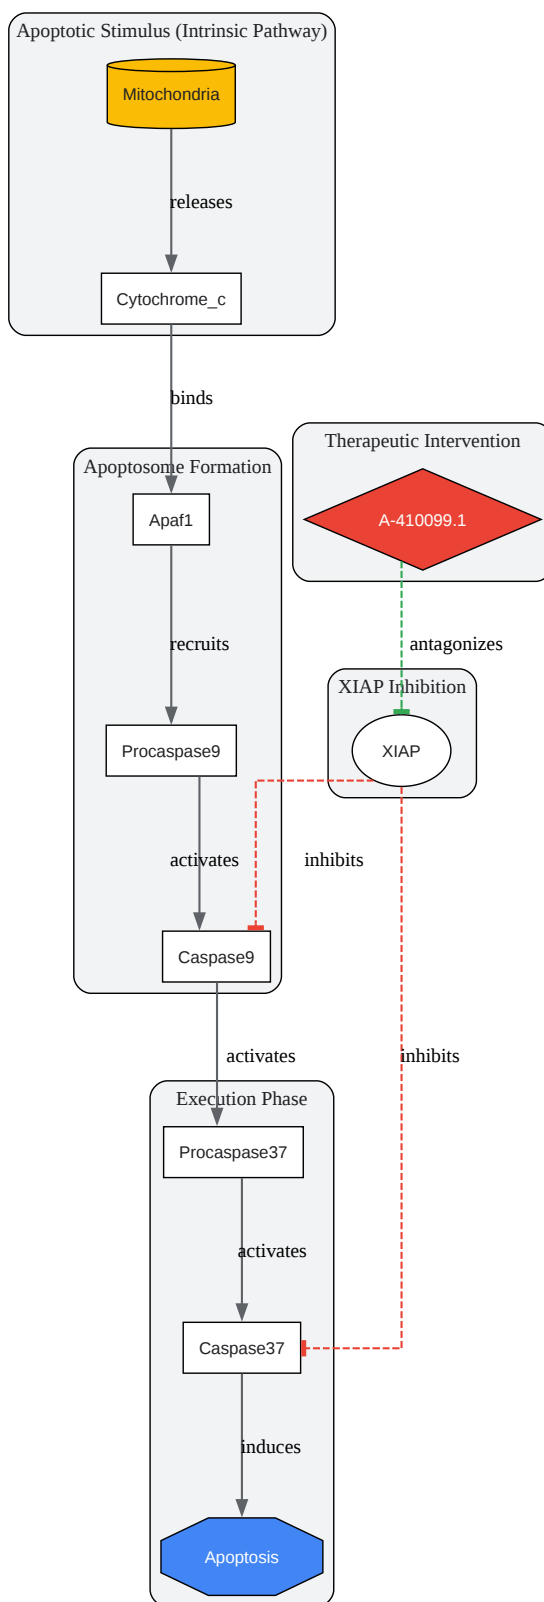 Apoptotic Stimulus (Intrinsic Pathway)
Mitochondria
releases
Cytochrome_c
binds
Therapeutic Intervention
A-410099.1
antagonizes
Apoptosome Formation
Apaf1
recruits
XIAP Inhibition
XIAP
Procaspase9
activates
inhibits
Caspase9
activates
inhibits
Execution Phase
Procaspase37
activates
Caspase37
induces
Apoptosis